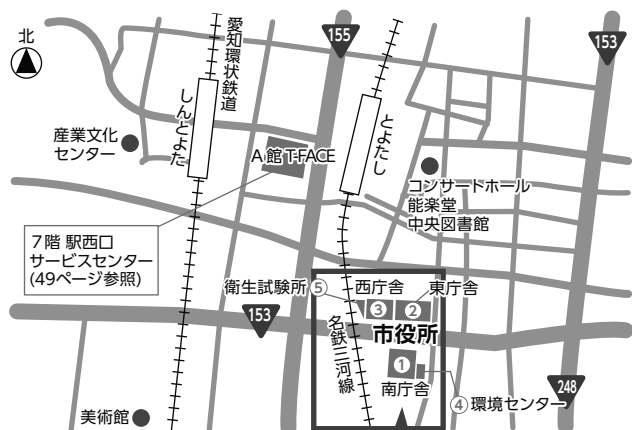 北
愛知環状鉄道
しんとよた
155
153
とよたし
産業文化
センター
A館 T-FACE
コンサートホール
能楽堂
中央図書館
7階 駅西口
サービスセンター
(49ページ参照)
衛生試験所⑤
西庁舎
東庁舎
③
②
153
名鉄三河線
市役所
①
南庁舎
④環境センター
248
美術館